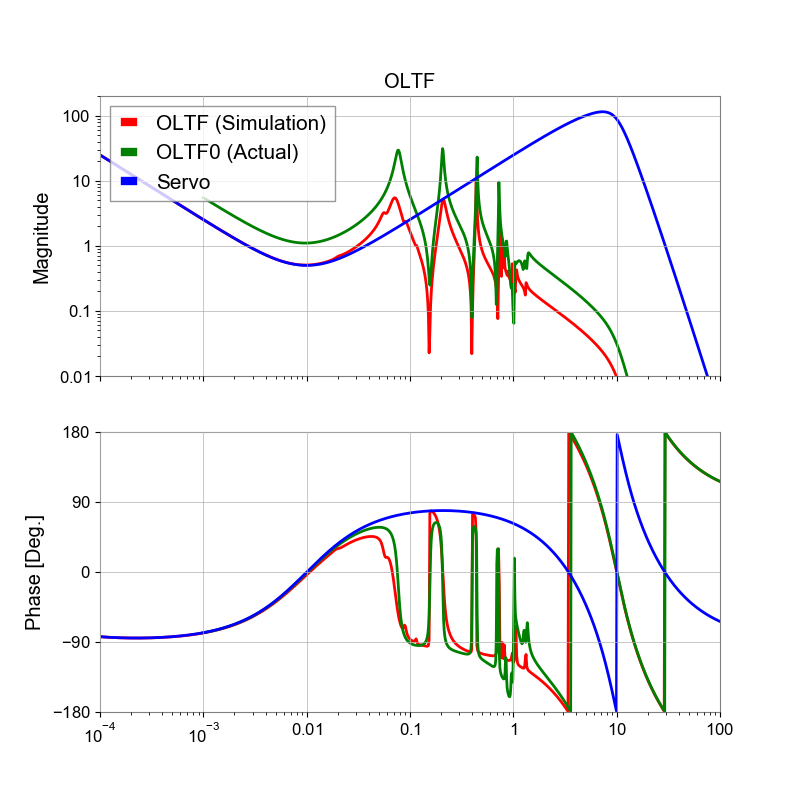 OLTF
OLTF (Simulation)
OLTF0 (Actual)
Servo
Magnitude
100
10
1
0.1
0.01
Phase [Deg.]
180
90
0
−90
−180
10⁻⁴
10⁻³
0.01
0.1
1
10
100